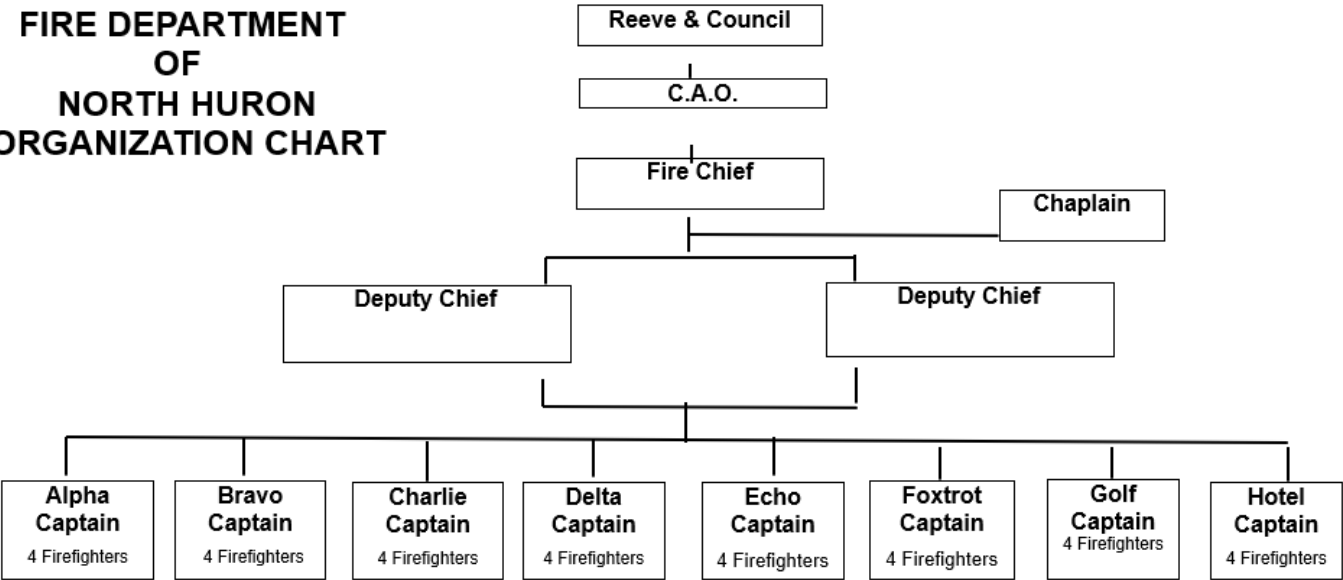 FIRE DEPARTMENT
OF
NORTH HURON
ORGANIZATION CHART
Reeve & Council
C.A.O.
Fire Chief
Chaplain
Deputy Chief
Deputy Chief
Alpha
Captain
4 Firefighters
Bravo
Captain
4 Firefighters
Charlie
Captain
4 Firefighters
Delta
Captain
4 Firefighters
Echo
Captain
4 Firefighters
Foxtrot
Captain
4 Firefighters
Golf
Captain
4 Firefighters
Hotel
Captain
4 Firefighters